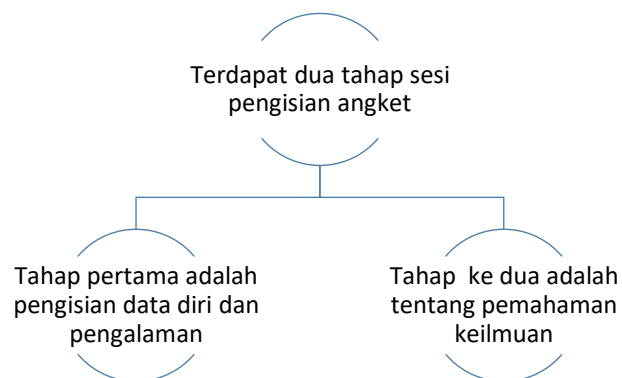 Terdapat dua tahap sesi
pengisian angket
Tahap pertama adalah
pengisian data diri dan
pengalaman
Tahap  ke dua adalah
tentang pemahaman
keilmuan